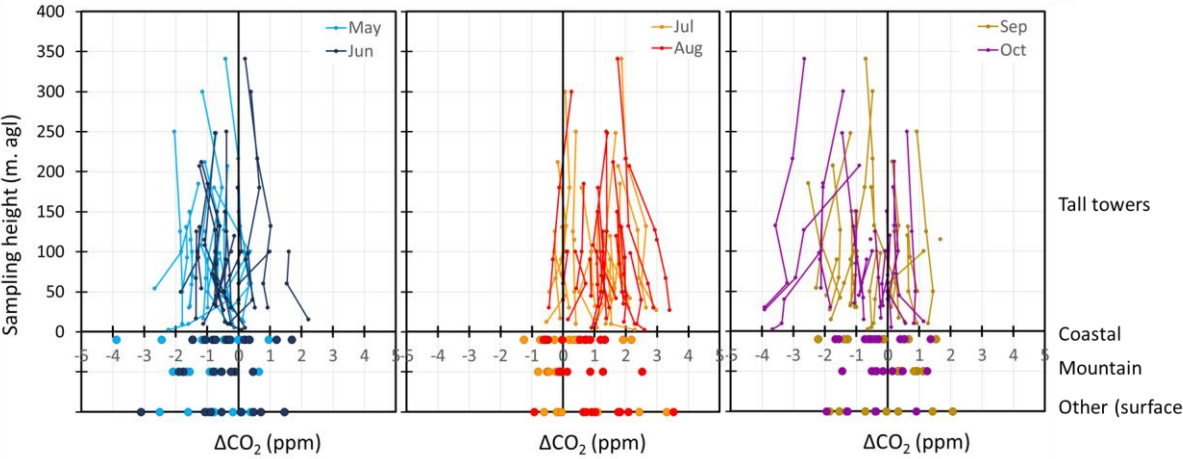 400
350
300
250
200
150
100
50
0
Sampling height (m. agl)
May
Jun
Jul
Aug
Sep
Oct
-5 -4 -3 -2 -1 0 1 2 3 4 5
-5 -4 -3 -2 -1 0 1 2 3 4 5
-5 -4 -3 -2 -1 0 1 2 3 4 5
Tall towers
Coastal
Mountain
Other (surface
ΔCO2 (ppm) ΔCO2 (ppm) ΔCO2 (ppm)